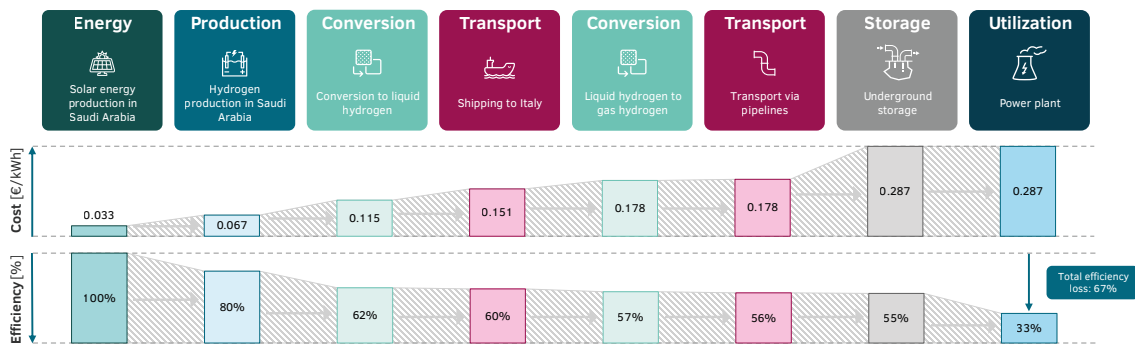 Energy
Solar energy
production in
Saudi Arabia
Production
Hydrogen
production in Saudi
Arabia
Conversion
Conversion to liquid
hydrogen
Transport
Shipping to Italy
Conversion
Liquid hydrogen to
gas hydrogen
Transport
Transport via
pipelines
Storage
Underground
storage
Utilization
Power plant
Cost [€/kWh]
0.033
0.067
0.115
0.151
0.178
0.178
0.287
0.287
Efficiency [%]
100%
80%
62%
60%
57%
56%
55%
33%
Total efficiency
loss: 67%